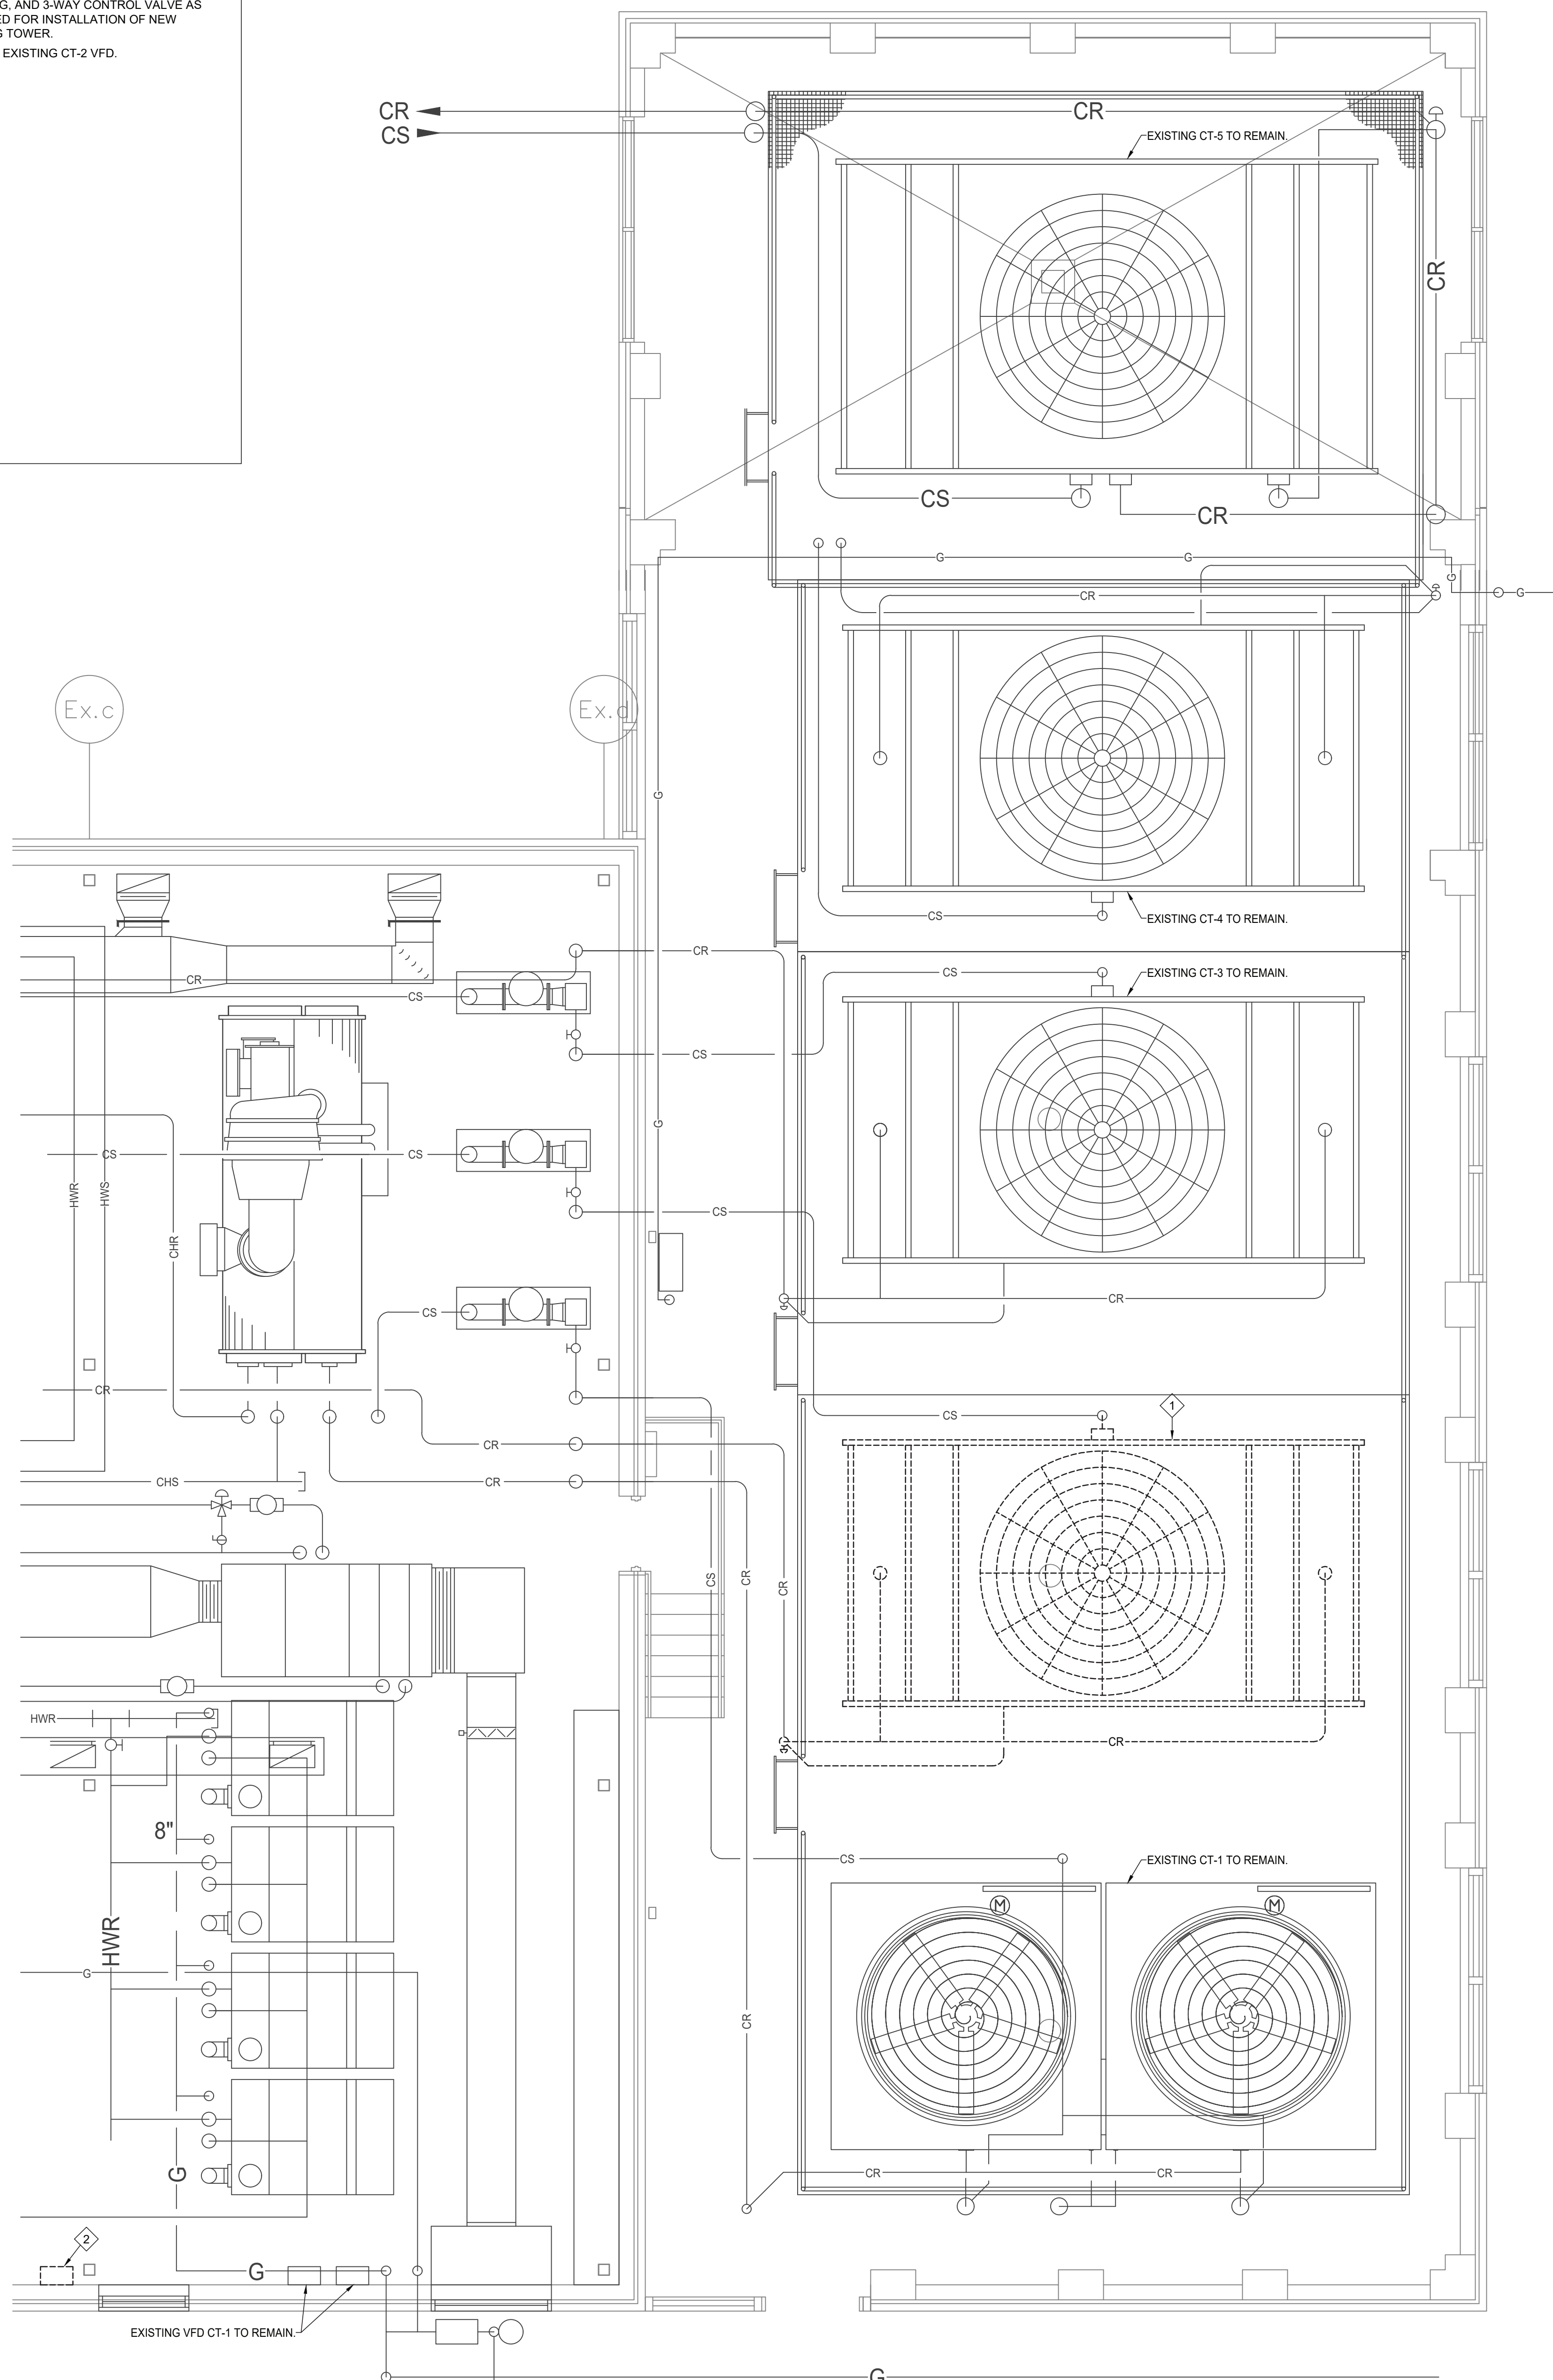 G, AND 3-WAY CONTROL VALVE AS
ED FOR INSTALLATION OF NEW
G TOWER.
EXISTING CT-2 VFD.
CR
CS
CR
EXISTING CT-5 TO REMAIN.
CR
CS
CR
G
G
G
G
CR
Ex.c
Ex.d
G
CS
EXISTING CT-4 TO REMAIN.
CR
CR
CS
EXISTING CT-3 TO REMAIN.
CS
CS
G
CS
CS
HWR
HWS
CS
CHR
CS
CR
CR
CS
1
CR
CHS
CR
CS
CR
CR
HWR
CR
8"
CS
EXISTING CT-1 TO REMAIN.
M
M
HWR
G
CR
G
CR
CR
2
G
EXISTING VFD CT-1 TO REMAIN.
G